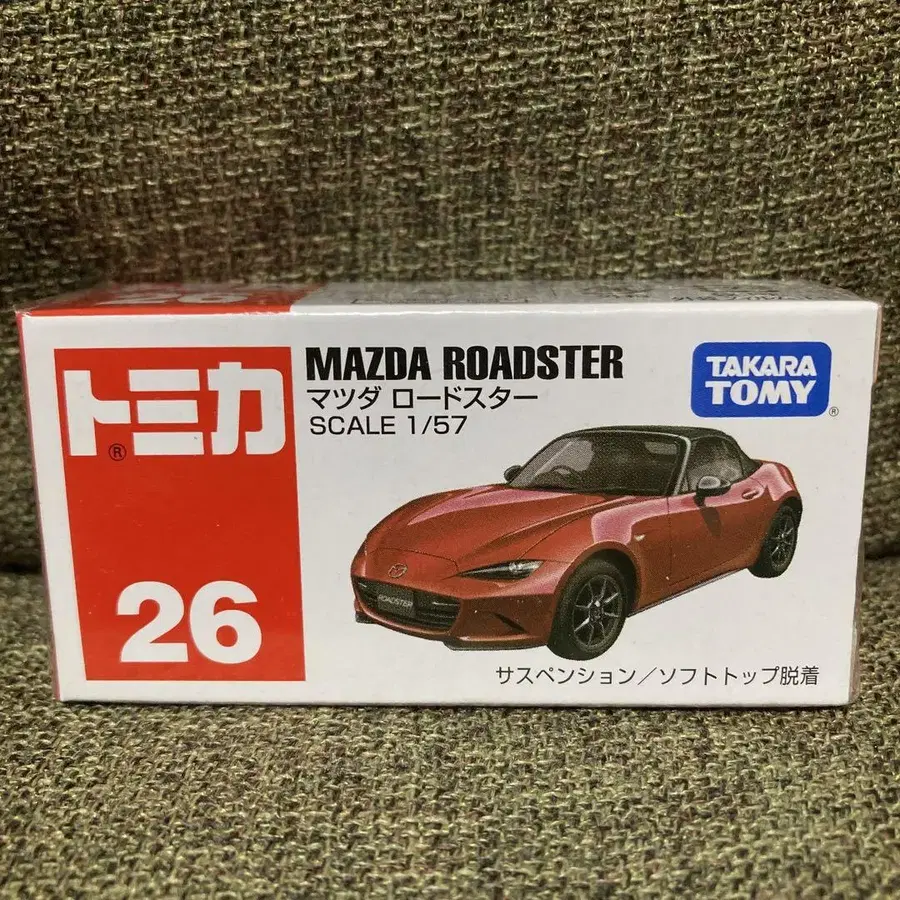 26
トミカ®
26
MAZDA ROADSTER
マツダ ロードスター
SCALE 1/57
TAKARA
TOMY®
ROADSTER
サスペンション/ソフトトップ脱着